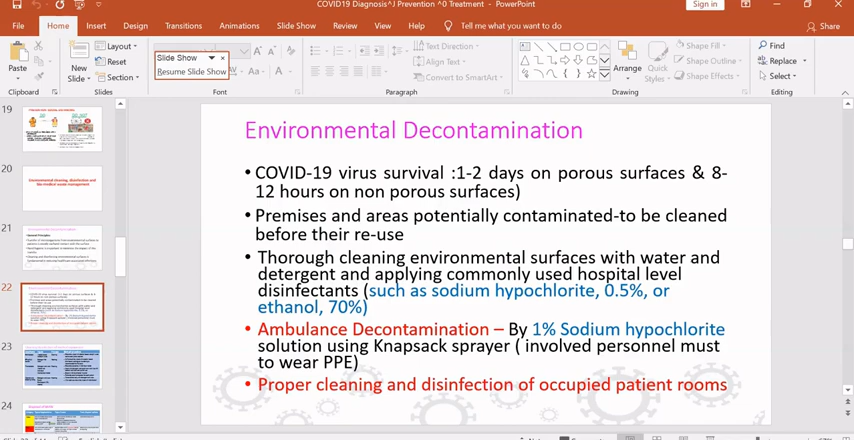 COVID19 Diagnosis^J Prevention ^0 Treatment - PowerPoint
Sign in
File Home Insert Design Transitions Animations Slide Show Review View Help Tell me what you want to do Share
Paste
New Slide
Layout
Reset
Section
Slide Show
Resume Slide Show
Text Direction
Align Text
Convert to SmartArt
Arrange
Quick Styles
Shape Fill
Shape Outline
Shape Effects
Find
Replace
Select
Clipboard Slides Font Paragraph Drawing Editing
19
20
21
22
23
24
Environmental Decontamination
• COVID-19 virus survival :1-2 days on porous surfaces & 8-
12 hours on non porous surfaces)
• Premises and areas potentially contaminated-to be cleaned
before their re-use
• Thorough cleaning environmental surfaces with water and
detergent and applying commonly used hospital level
disinfectants (such as sodium hypochlorite, 0.5%, or
ethanol, 70%)
• Ambulance Decontamination – By 1% Sodium hypochlorite
solution using Knapsack sprayer ( involved personnel must
to wear PPE)
• Proper cleaning and disinfection of occupied patient rooms